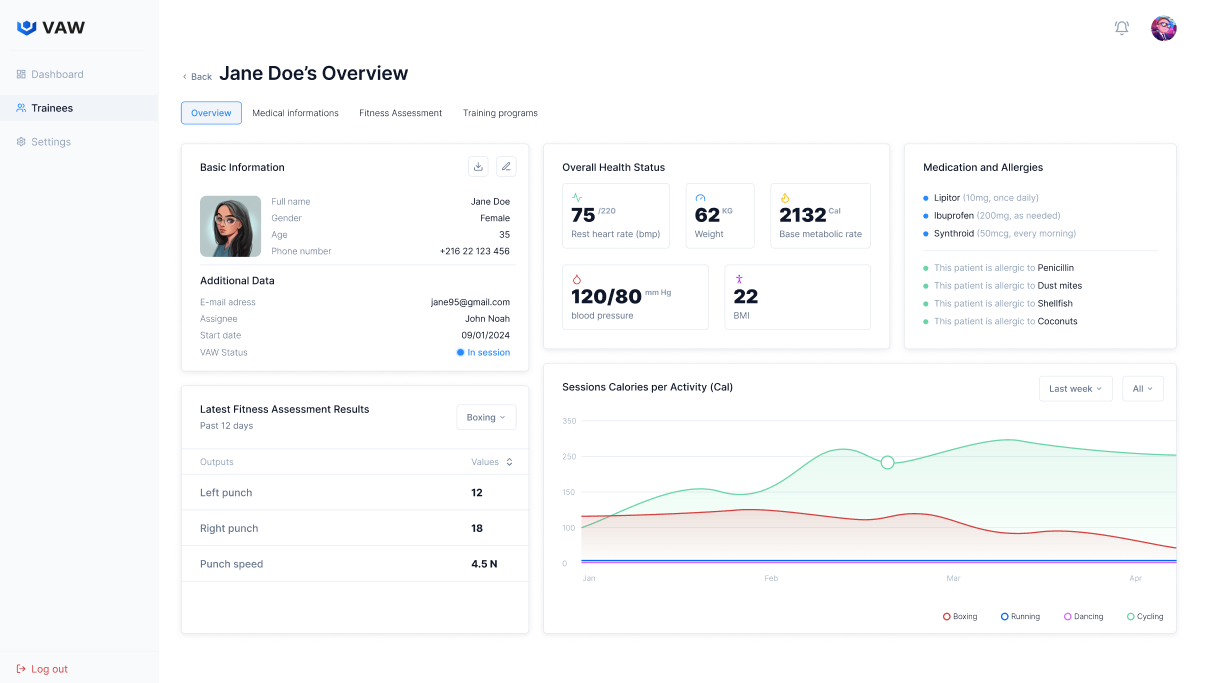 VAW
Dashboard
Trainees
Settings
Log out
‹ Back Jane Doe’s Overview
Overview Medical informations Fitness Assessment Training programs
Basic Information
Full name Jane Doe
Gender Female
Age 35
Phone number +216 22 123 456
Additional Data
E-mail adress jane95@gmail.com
Assignee John Noah
Start date 09/01/2024
VAW Status In session
Overall Health Status
75 /220
Rest heart rate (bmp)
62 KG
Weight
2132 Cal
Base metabolic rate
120/80 mm Hg
blood pressure
22
BMI
Medication and Allergies
Lipitor (10mg, once daily)
Ibuprofen (200mg, as needed)
Synthroid (50mcg, every morning)
This patient is allergic to Penicillin
This patient is allergic to Dust mites
This patient is allergic to Shellfish
This patient is allergic to Coconuts
Latest Fitness Assessment Results
Past 12 days
Boxing
Outputs Values
Left punch 12
Right punch 18
Punch speed 4.5 N
Sessions Calories per Activity (Cal)
Last week All
350
250
150
100
0
Jan Feb Mar Apr
Boxing Running Dancing Cycling